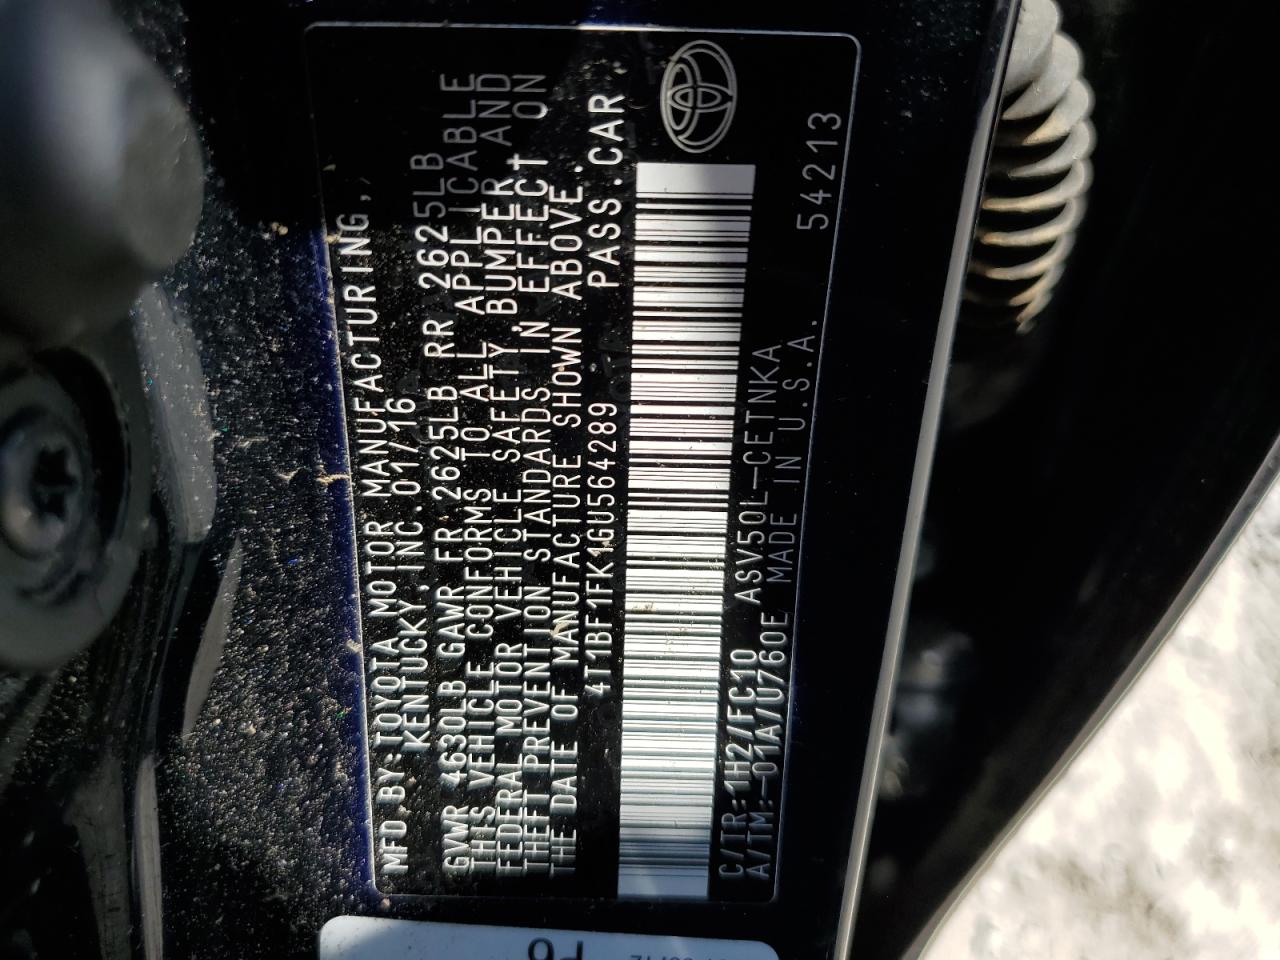 MFD BY:TOYOTA MOTOR MANUFACTURING,
KENTUCKY,INC.01/16
GVWR 4630LB GAWR FR 2625LB RR 2625LB
THIS VEHICLE CONFORMS TO ALL APPLICABLE
FEDERAL MOTOR VEHICLE SAFETY,BUMPER, AND
THEFT PREVENTION STANDARDS IN EFFECT ON
THE DATE OF MANUFACTURE SHOWN ABOVE.
4T1BF1FK1GU564289 PASS.CAR
C/TR:1H2/FC10 ASV50L-CETNKA
A/TM:-01A/U760E MADE IN U.S.A. 54213